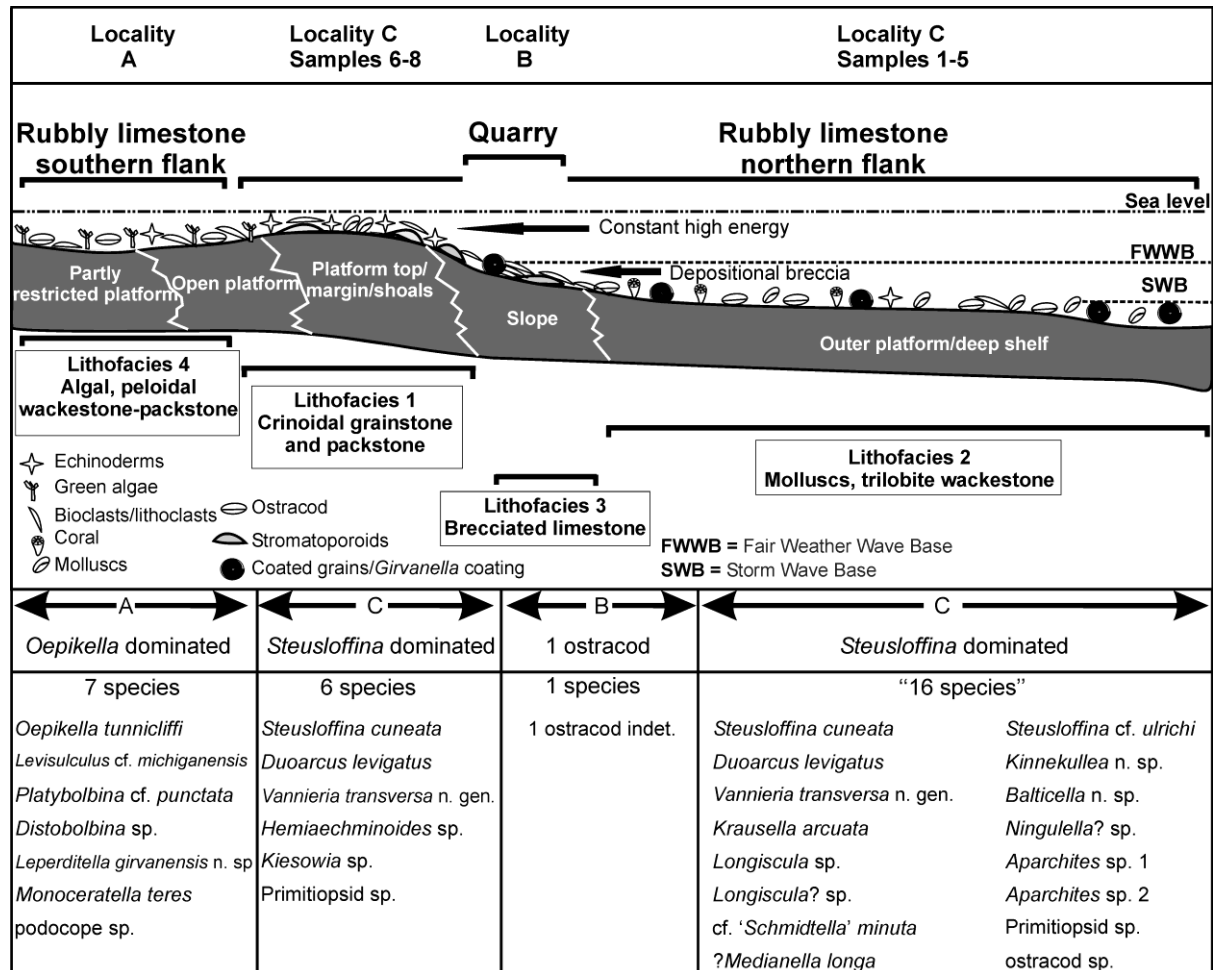 Locality
A
Locality C
Samples 6-8
Locality
B
Locality C
Samples 1-5
Rubbly limestone
southern flank
Quarry
Rubbly limestone
northern flank
Sea level
Constant high energy
FWWB
Depositional breccia
SWB
Partly
restricted platform
Open platform
Platform top/
margin/shoals
Slope
Outer platform/deep shelf
Lithofacies 4
Algal, peloidal
wackestone-packstone
Lithofacies 1
Crinoidal grainstone
and packstone
Lithofacies 3
Brecciated limestone
Lithofacies 2
Molluscs, trilobite wackestone
Echinoderms
Green algae
Bioclasts/lithoclasts
Coral
Molluscs
Ostracod
Stromatoporoids
Coated grains/Girvanella coating
FWWB = Fair Weather Wave Base
SWB = Storm Wave Base
A
C
B
C
Oepikella dominated
Steusloffina dominated
1 ostracod
Steusloffina dominated
7 species
6 species
1 species
“16 species”
Oepikella tunnicliffi
Levisulculus cf. michiganensis
Platybolbina cf. punctata
Distobolbina sp.
Leperditella girvanensis n. sp
Monoceratella teres
podocope sp.
Steusloffina cuneata
Duoarcus levigatus
Vannieria transversa n. gen.
Hemiaechminoides sp.
Kiesowia sp.
Primitiopsid sp.
1 ostracod indet.
Steusloffina cuneata
Duoarcus levigatus
Vannieria transversa n. gen.
Krausella arcuata
Longiscula sp.
Longiscula? sp.
cf. ‘Schmidtella’ minuta
?Medianella longa
Steusloffina cf. ulrichi
Kinnekullea n. sp.
Balticella n. sp.
Ningulella? sp.
Aparchites sp. 1
Aparchites sp. 2
Primitiopsid sp.
ostracod sp.